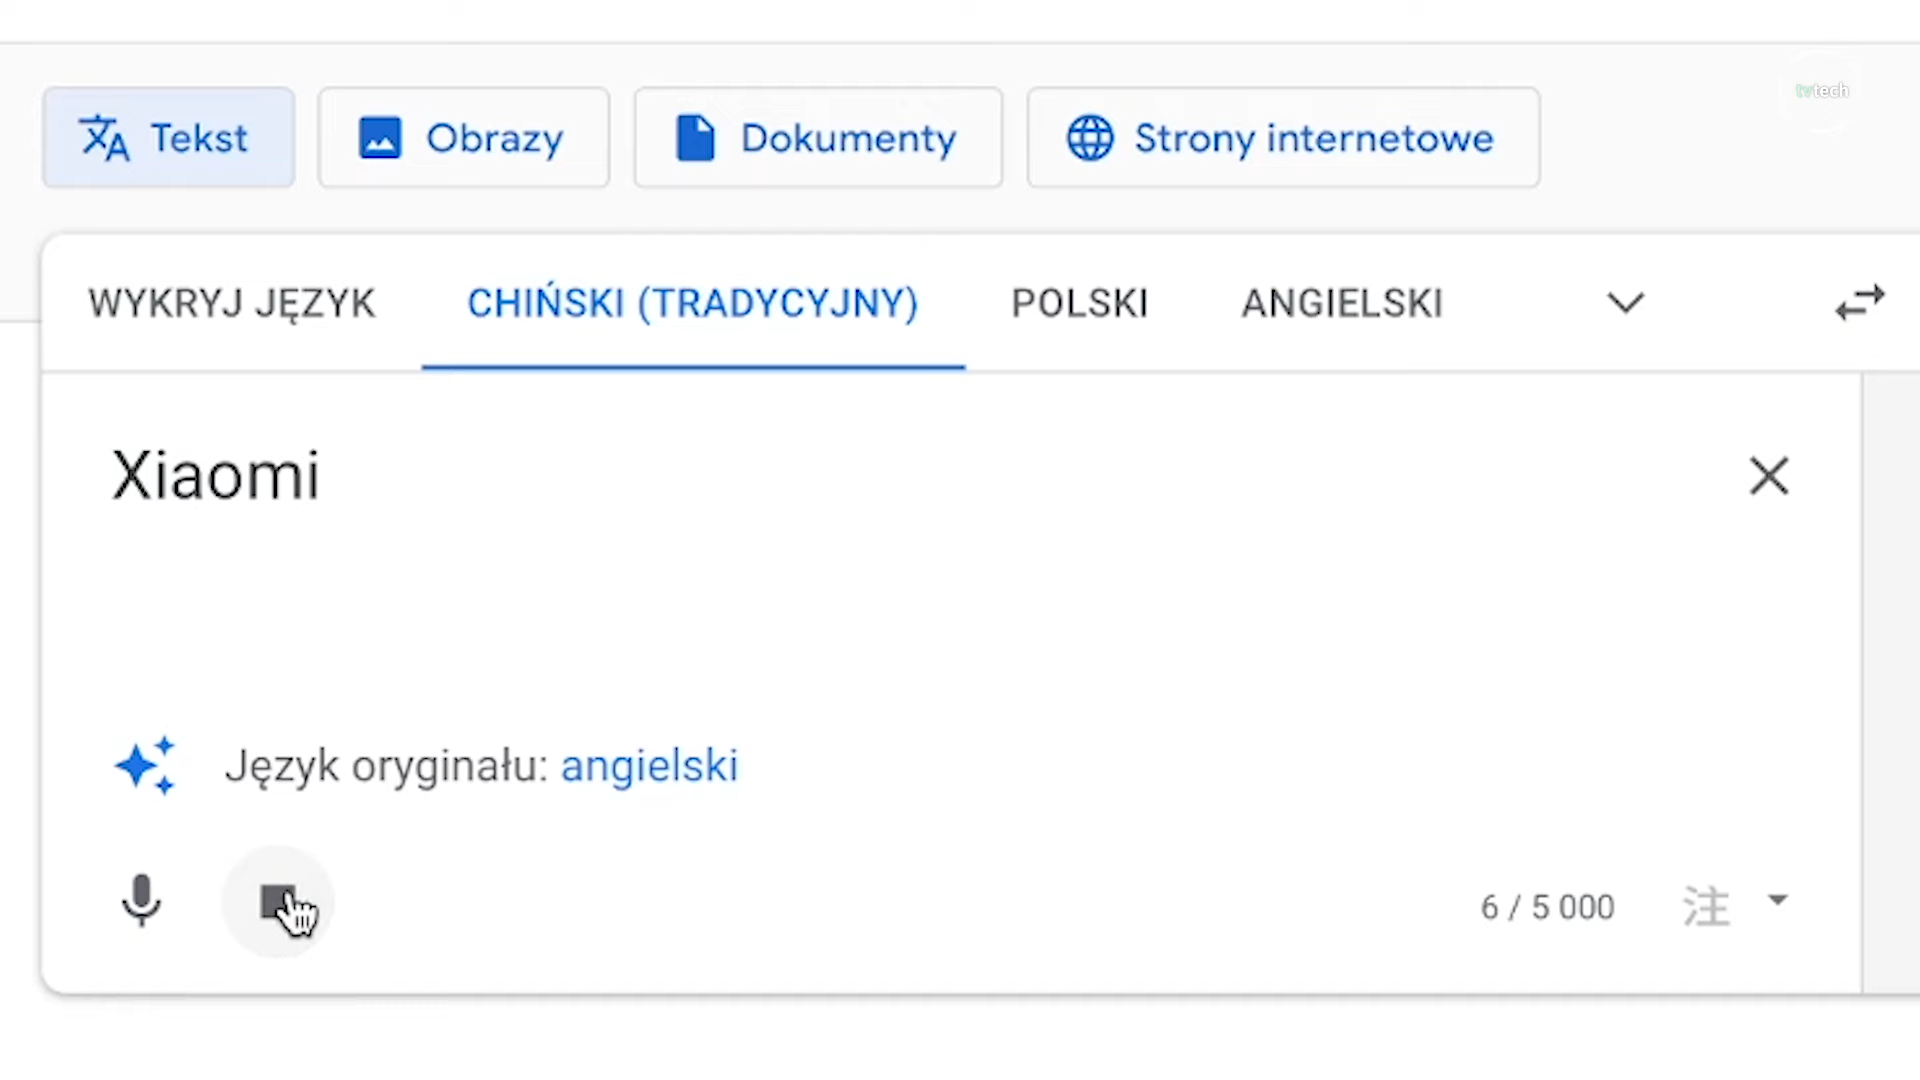 tvtech
Tekst Obrazy Dokumenty Strony internetowe
WYKRYJ JĘZYK CHIŃSKI (TRADYCYJNY) POLSKI ANGIELSKI
Xiaomi
Język oryginału: angielski
6 / 5 000 注